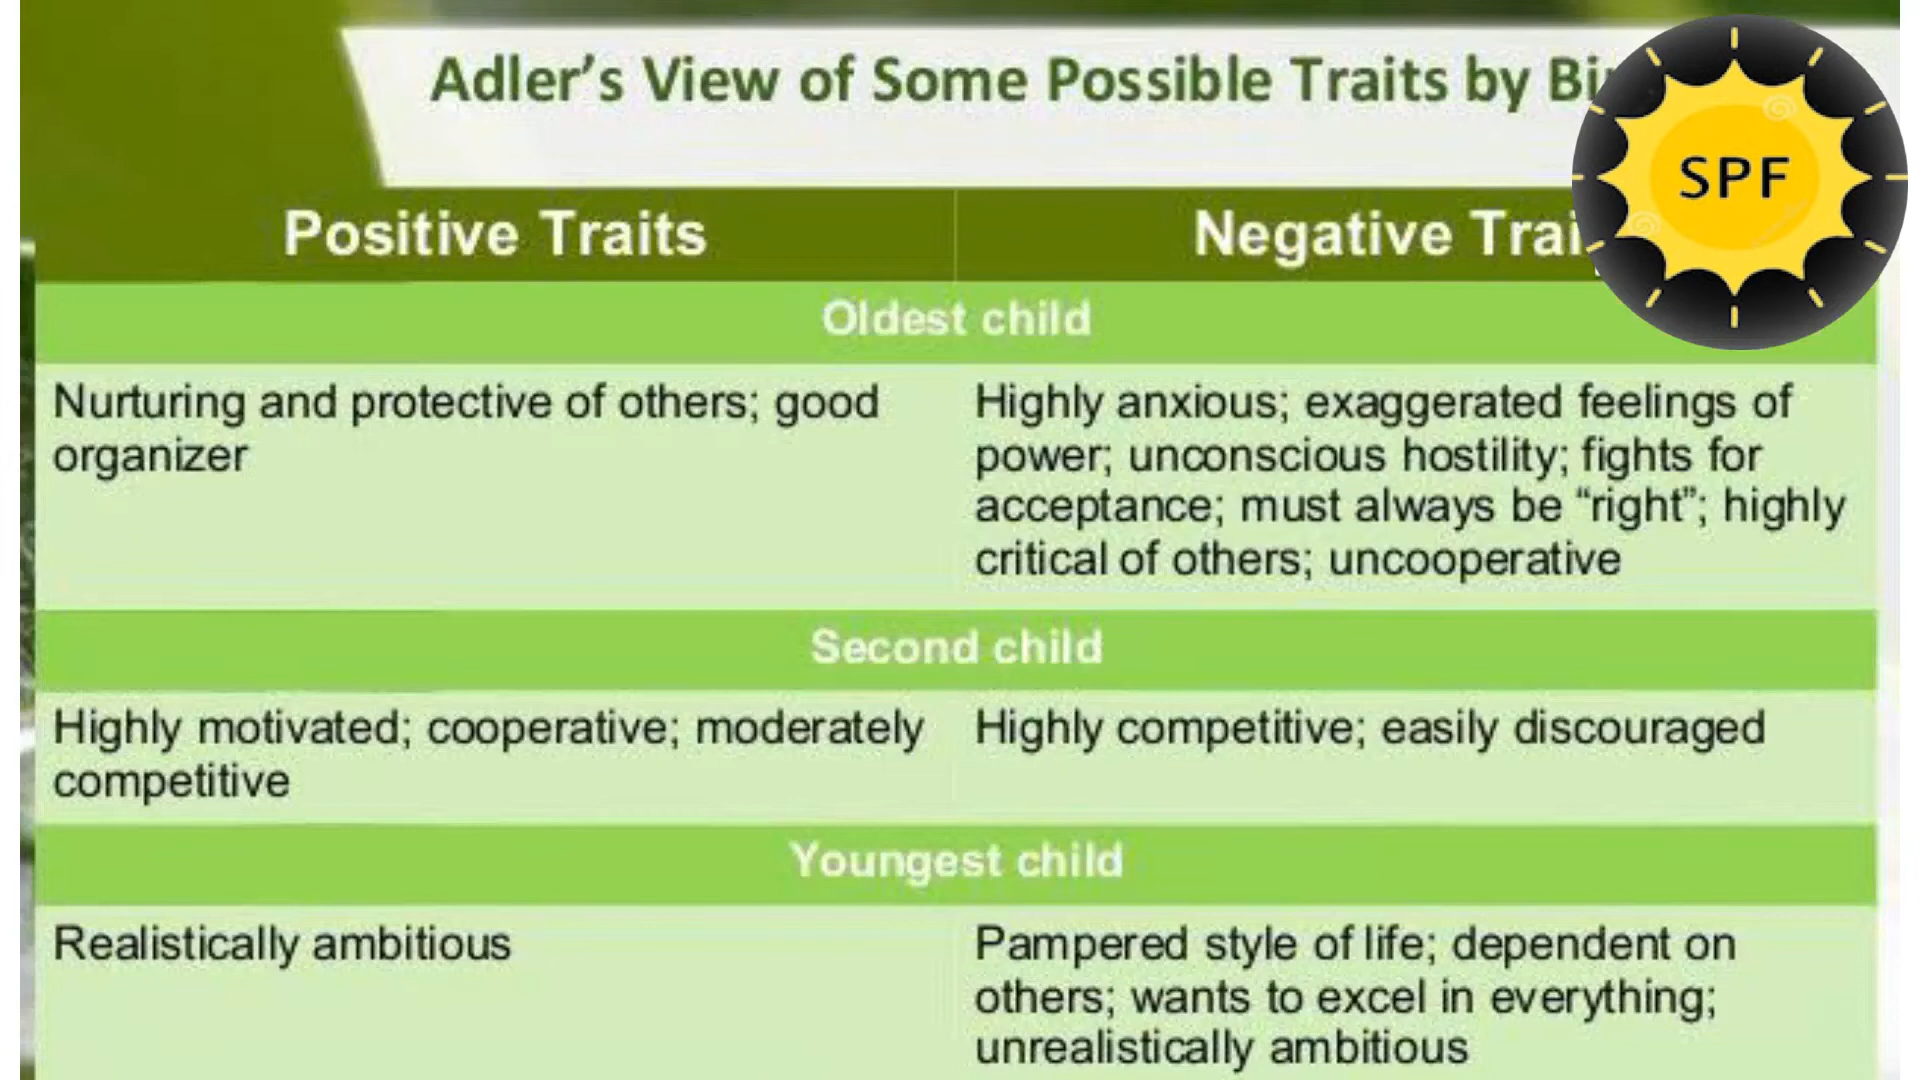 Adler’s View of Some Possible Traits by
SPF
Positive Traits
Negative
Oldest child
Nurturing and protective of others; good
organizer
Highly anxious; exaggerated feelings of
power; unconscious hostility; fights for
acceptance; must always be “right”; highly
critical of others; uncooperative
Second child
Highly motivated; cooperative; moderately
competitive
Highly competitive; easily discouraged
Youngest child
Realistically ambitious
Pampered style of life; dependent on
others; wants to excel in everything;
unrealistically ambitious